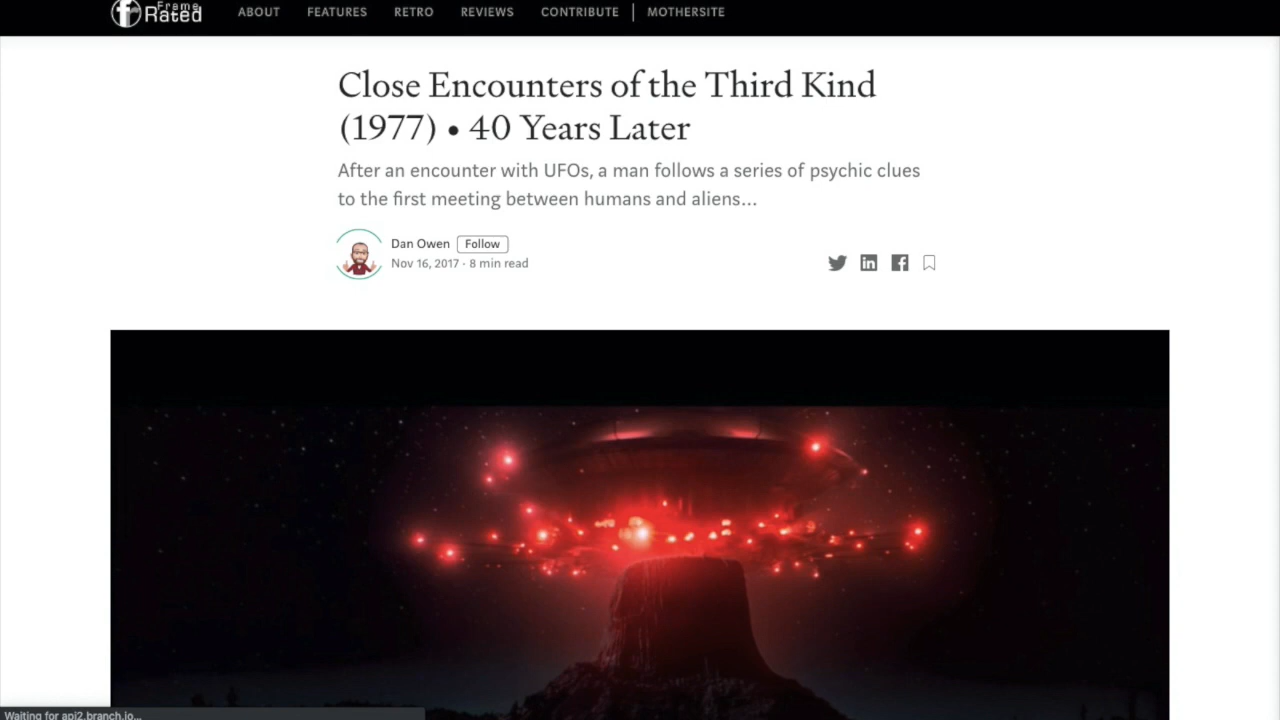 f Frame
Rated
ABOUT FEATURES RETRO REVIEWS CONTRIBUTE | MOTHERSITE
Close Encounters of the Third Kind
(1977) • 40 Years Later
After an encounter with UFOs, a man follows a series of psychic clues
to the first meeting between humans and aliens...
Dan Owen Follow
Nov 16, 2017 · 8 min read
Waiting for api2.branch.io...